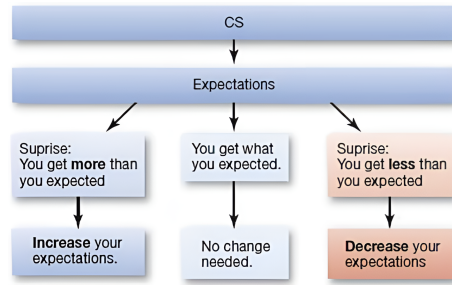 CS
Expectations
Suprise:
You get more than
you expected
You get what
you expected.
Suprise:
You get less than
you expected
Increase your
expectations.
No change
needed.
Decrease your
expectations